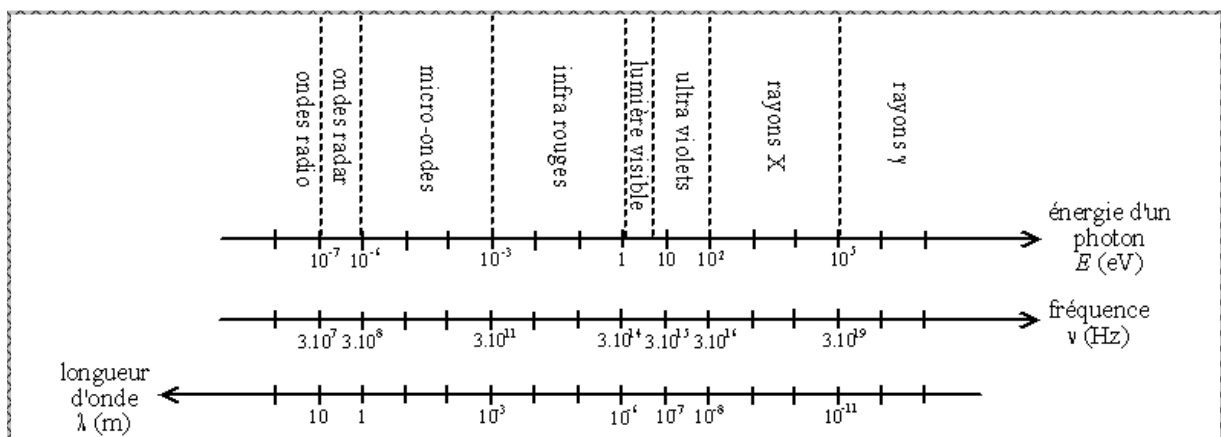 ondes radio
ondes radar
micro-ondes
infra rouges
lumière visible
ultra violets
rayons X
rayons γ
énergie d'un
photon
E (eV)
10⁻⁷ 10⁻⁶ 10⁻³ 1 10 10² 10⁵
fréquence
ν (Hz)
3.10⁷ 3.10⁸ 3.10¹¹ 3.10¹⁴ 3.10¹⁵ 3.10¹⁶ 3.10¹⁹
longueur
d'onde
λ (m)
10 1 10³ 10⁻⁶ 10⁻⁷ 10⁻⁸ 10⁻¹¹